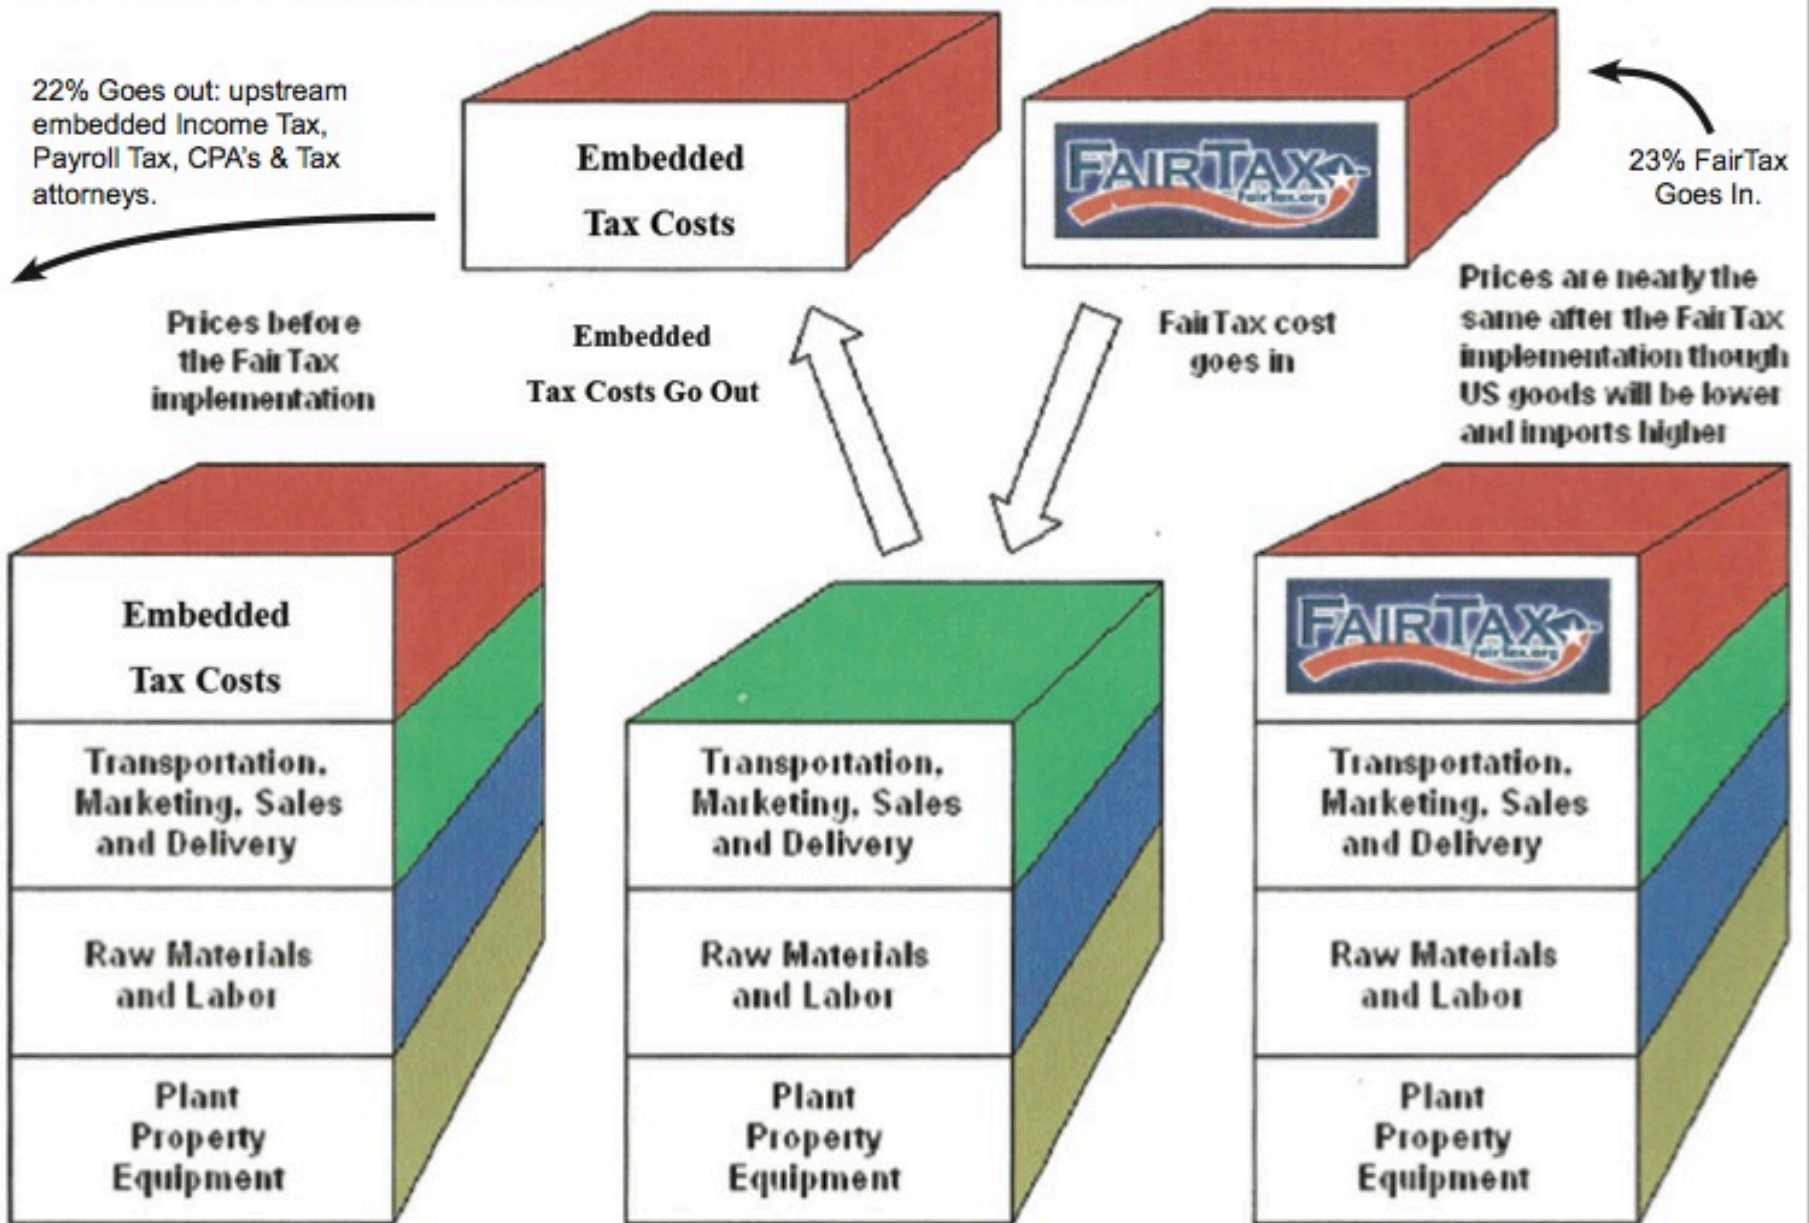 22% Goes out: upstream
embedded Income Tax,
Payroll Tax, CPA's & Tax
attorneys.
Embedded
Tax Costs
FAIRTAX
FairTax.org
23% FairTax
Goes In.
Prices before
the FairTax
implementation
Embedded
Tax Costs Go Out
FairTax cost
goes in
Prices are nearly the
same after the FairTax
implementation though
US goods will be lower
and imports higher
Embedded
Tax Costs
Transportation,
Marketing, Sales
and Delivery
Raw Materials
and Labor
Plant
Property
Equipment
Transportation,
Marketing, Sales
and Delivery
Raw Materials
and Labor
Plant
Property
Equipment
FAIRTAX
FairTax.org
Transportation,
Marketing, Sales
and Delivery
Raw Materials
and Labor
Plant
Property
Equipment